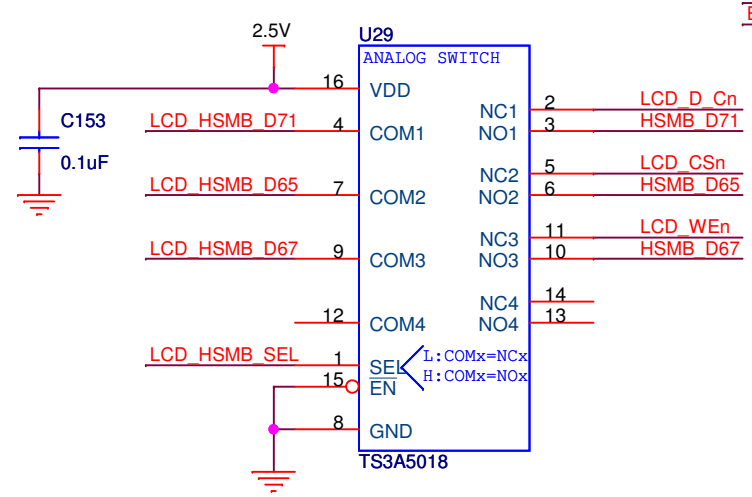 2.5V
U29
ANALOG SWITCH
16 VDD
C153
0.1uF
LCD_HSMB_D71 4 COM1
NC1 2 LCD_D_Cn
NO1 3 HSMB_D71
LCD_HSMB_D65 7 COM2
NC2 5 LCD_CSn
NO2 6 HSMB_D65
LCD_HSMB_D67 9 COM3
NC3 11 LCD_WEn
NO3 10 HSMB_D67
12 COM4
NC4 14
NO4 13
LCD_HSMB_SEL 1 SEL
L:COMx=NCx
H:COMx=NOx
15 EN
8 GND
TS3A5018